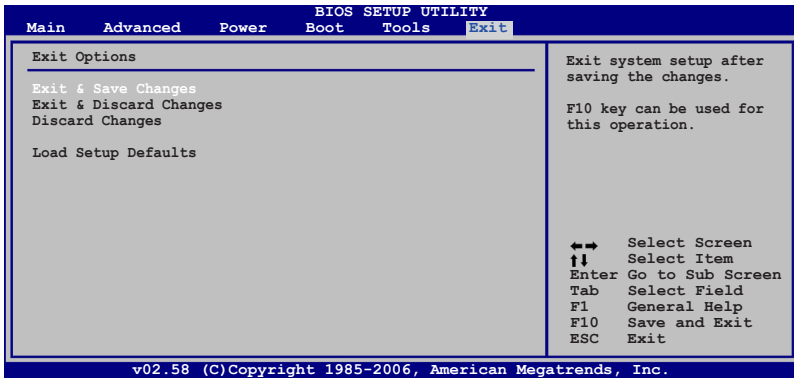 BIOS SETUP UTILITY
Main Advanced Power Boot Tools Exit
Exit Options
Exit & Save Changes
Exit & Discard Changes
Discard Changes
Load Setup Defaults
Exit system setup after
saving the changes.
F10 key can be used for
this operation.
←→ Select Screen
↑↓ Select Item
Enter Go to Sub Screen
Tab Select Field
F1 General Help
F10 Save and Exit
ESC Exit
v02.58 (C)Copyright 1985-2006, American Megatrends, Inc.